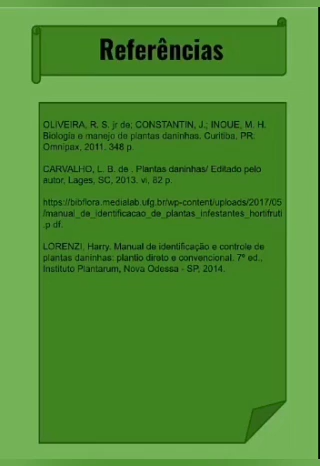 Referências
OLIVEIRA, R. S. jr de; CONSTANTIN, J.; INOUE, M. H.
Biologia e manejo de plantas daninhas. Curitiba, PR:
Omnipax, 2011. 348 p.
CARVALHO, L. B. de . Plantas daninhas/ Editado pelo
autor, Lages, SC, 2013. vi, 82 p.
https://bibflora.medialab.ufg.br/wp-content/uploads/2017/05
/manual_de_identificacao_de_plantas_infestantes_hortifruti
.p df.
LORENZI, Harry. Manual de identificação e controle de
plantas daninhas: plantio direto e convencional. 7º ed.,
Instituto Plantarum, Nova Odessa - SP, 2014.